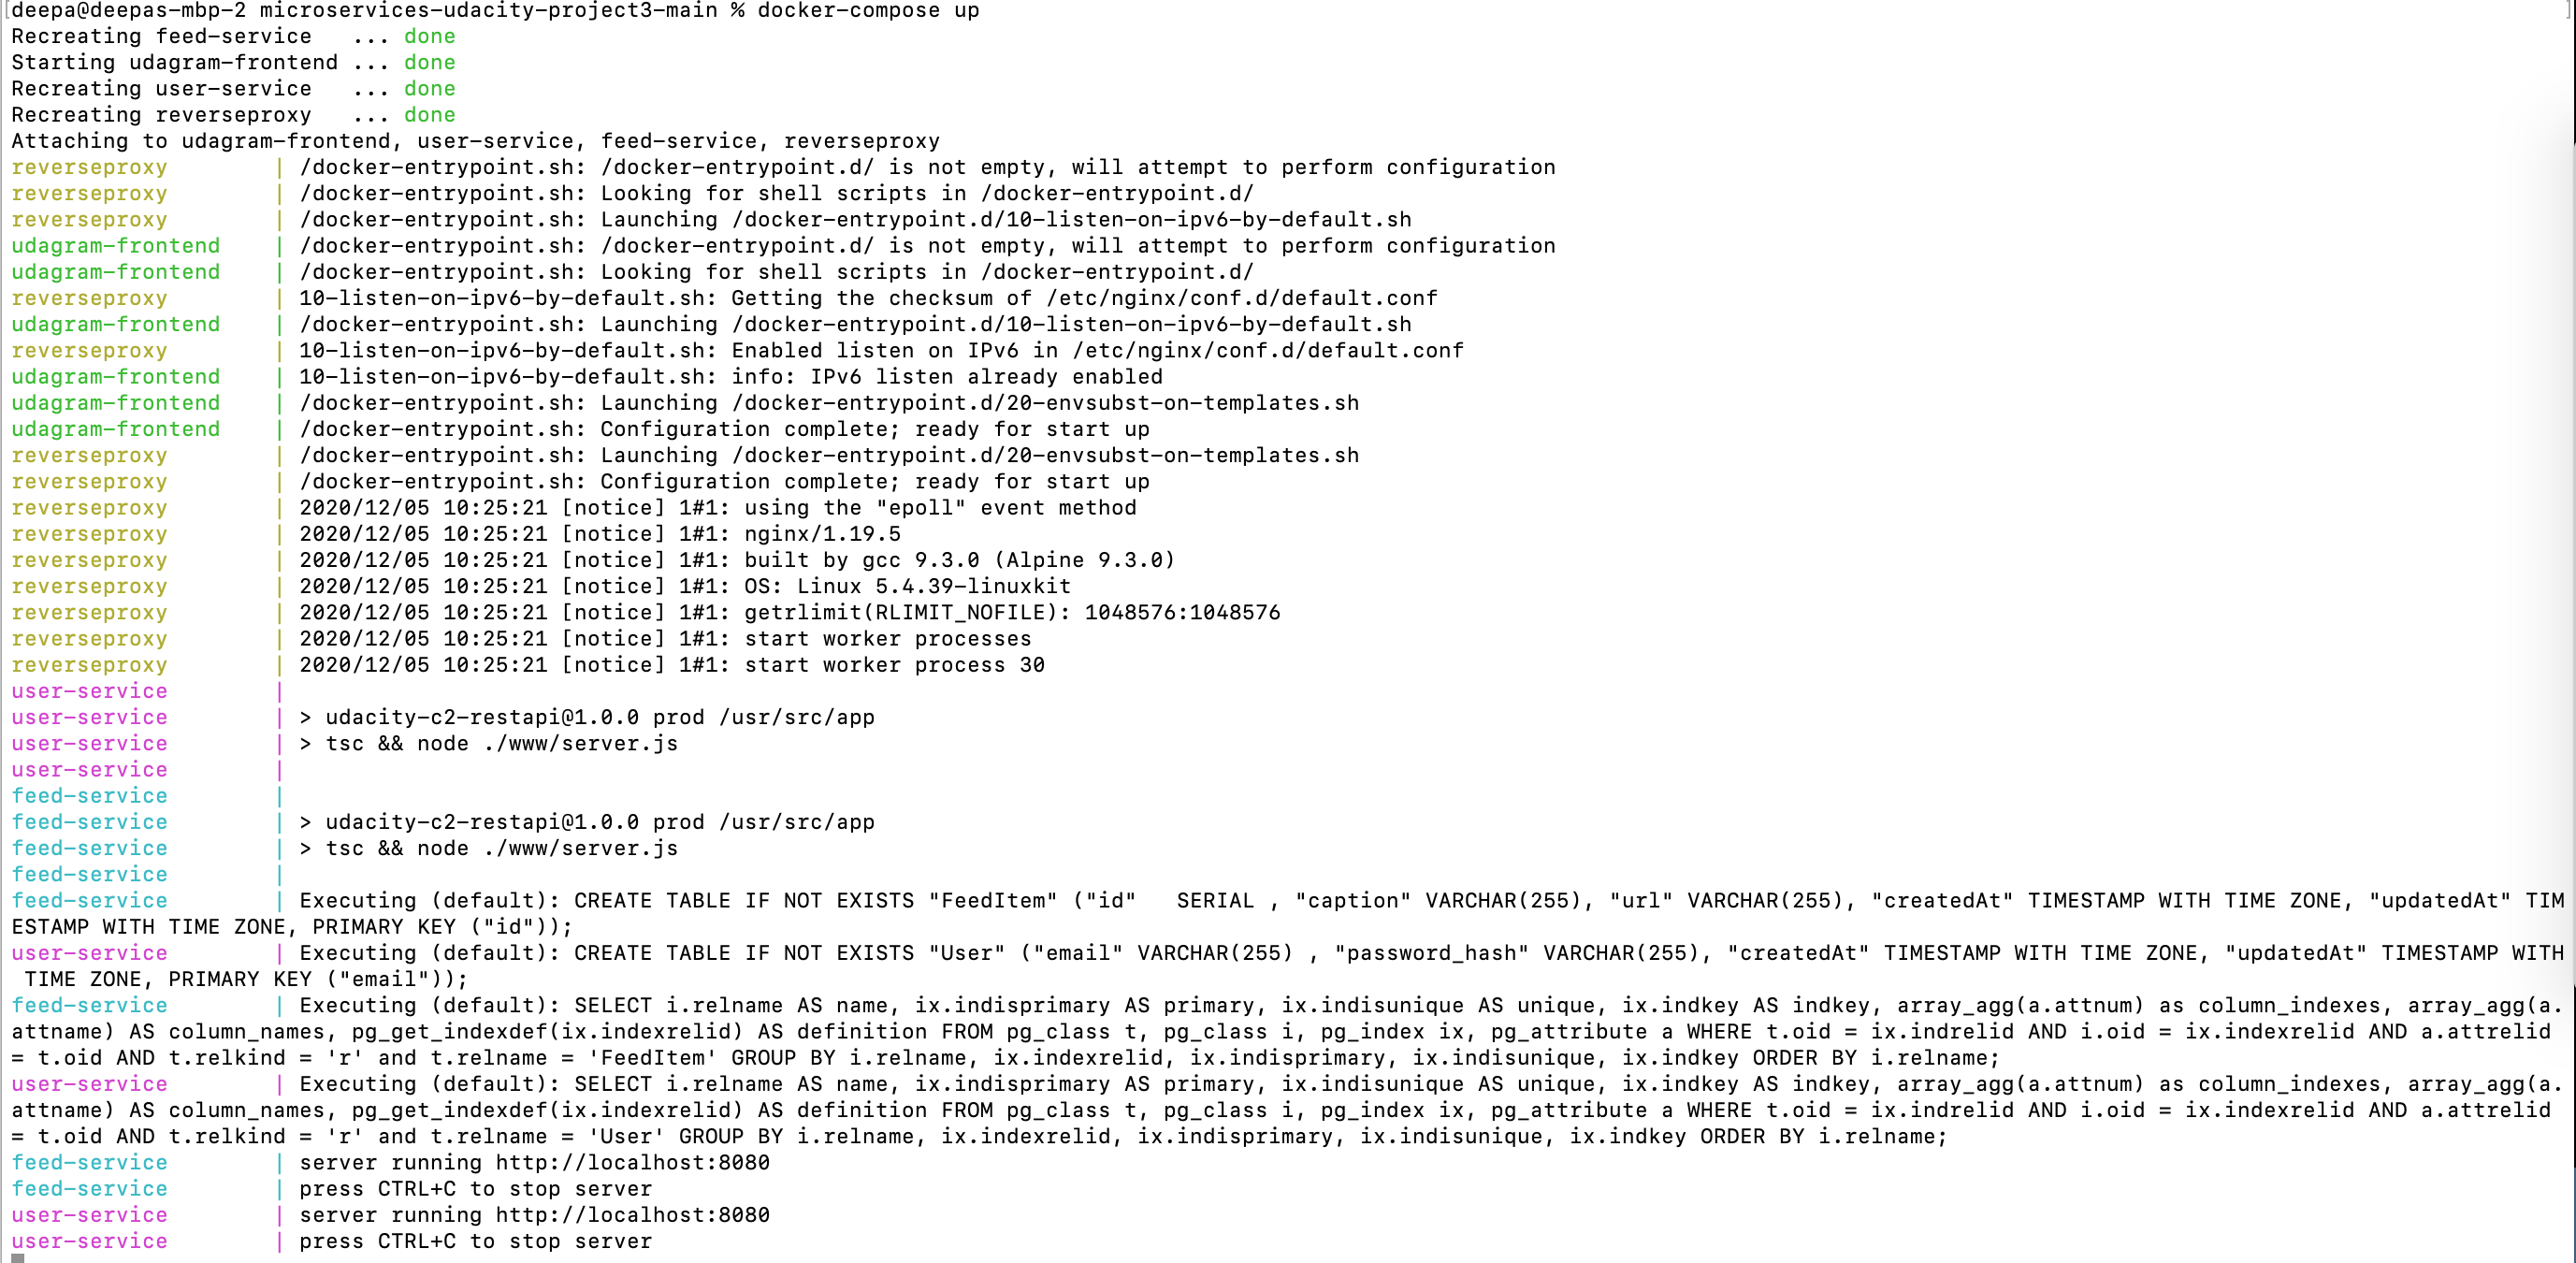 [deepa@deepas-mbp-2 microservices-udacity-project3-main % docker-compose up ]
Recreating feed-service   ... done
Starting udagram-frontend ... done
Recreating user-service   ... done
Recreating reverseproxy   ... done
Attaching to udagram-frontend, user-service, feed-service, reverseproxy
reverseproxy        | /docker-entrypoint.sh: /docker-entrypoint.d/ is not empty, will attempt to perform configuration
reverseproxy        | /docker-entrypoint.sh: Looking for shell scripts in /docker-entrypoint.d/
reverseproxy        | /docker-entrypoint.sh: Launching /docker-entrypoint.d/10-listen-on-ipv6-by-default.sh
udagram-frontend    | /docker-entrypoint.sh: /docker-entrypoint.d/ is not empty, will attempt to perform configuration
udagram-frontend    | /docker-entrypoint.sh: Looking for shell scripts in /docker-entrypoint.d/
reverseproxy        | 10-listen-on-ipv6-by-default.sh: Getting the checksum of /etc/nginx/conf.d/default.conf
udagram-frontend    | /docker-entrypoint.sh: Launching /docker-entrypoint.d/10-listen-on-ipv6-by-default.sh
reverseproxy        | 10-listen-on-ipv6-by-default.sh: Enabled listen on IPv6 in /etc/nginx/conf.d/default.conf
udagram-frontend    | 10-listen-on-ipv6-by-default.sh: info: IPv6 listen already enabled
udagram-frontend    | /docker-entrypoint.sh: Launching /docker-entrypoint.d/20-envsubst-on-templates.sh
udagram-frontend    | /docker-entrypoint.sh: Configuration complete; ready for start up
reverseproxy        | /docker-entrypoint.sh: Launching /docker-entrypoint.d/20-envsubst-on-templates.sh
reverseproxy        | /docker-entrypoint.sh: Configuration complete; ready for start up
reverseproxy        | 2020/12/05 10:25:21 [notice] 1#1: using the "epoll" event method
reverseproxy        | 2020/12/05 10:25:21 [notice] 1#1: nginx/1.19.5
reverseproxy        | 2020/12/05 10:25:21 [notice] 1#1: built by gcc 9.3.0 (Alpine 9.3.0)
reverseproxy        | 2020/12/05 10:25:21 [notice] 1#1: OS: Linux 5.4.39-linuxkit
reverseproxy        | 2020/12/05 10:25:21 [notice] 1#1: getrlimit(RLIMIT_NOFILE): 1048576:1048576
reverseproxy        | 2020/12/05 10:25:21 [notice] 1#1: start worker processes
reverseproxy        | 2020/12/05 10:25:21 [notice] 1#1: start worker process 30
user-service        |
user-service        | > udacity-c2-restapi@1.0.0 prod /usr/src/app
user-service        | > tsc && node ./www/server.js
user-service        |
feed-service        |
feed-service        | > udacity-c2-restapi@1.0.0 prod /usr/src/app
feed-service        | > tsc && node ./www/server.js
feed-service        |
feed-service        | Executing (default): CREATE TABLE IF NOT EXISTS "FeedItem" ("id"   SERIAL , "caption" VARCHAR(255), "url" VARCHAR(255), "createdAt" TIMESTAMP WITH TIME ZONE, "updatedAt" TIM
ESTAMP WITH TIME ZONE, PRIMARY KEY ("id"));
user-service        | Executing (default): CREATE TABLE IF NOT EXISTS "User" ("email" VARCHAR(255) , "password_hash" VARCHAR(255), "createdAt" TIMESTAMP WITH TIME ZONE, "updatedAt" TIMESTAMP WITH
 TIME ZONE, PRIMARY KEY ("email"));
feed-service        | Executing (default): SELECT i.relname AS name, ix.indisprimary AS primary, ix.indisunique AS unique, ix.indkey AS indkey, array_agg(a.attnum) as column_indexes, array_agg(a.
attname) AS column_names, pg_get_indexdef(ix.indexrelid) AS definition FROM pg_class t, pg_class i, pg_index ix, pg_attribute a WHERE t.oid = ix.indrelid AND i.oid = ix.indexrelid AND a.attrelid
= t.oid AND t.relkind = 'r' and t.relname = 'FeedItem' GROUP BY i.relname, ix.indexrelid, ix.indisprimary, ix.indisunique, ix.indkey ORDER BY i.relname;
user-service        | Executing (default): SELECT i.relname AS name, ix.indisprimary AS primary, ix.indisunique AS unique, ix.indkey AS indkey, array_agg(a.attnum) as column_indexes, array_agg(a.
attname) AS column_names, pg_get_indexdef(ix.indexrelid) AS definition FROM pg_class t, pg_class i, pg_index ix, pg_attribute a WHERE t.oid = ix.indrelid AND i.oid = ix.indexrelid AND a.attrelid
= t.oid AND t.relkind = 'r' and t.relname = 'User' GROUP BY i.relname, ix.indexrelid, ix.indisprimary, ix.indisunique, ix.indkey ORDER BY i.relname;
feed-service        | server running http://localhost:8080
feed-service        | press CTRL+C to stop server
user-service        | server running http://localhost:8080
user-service        | press CTRL+C to stop server